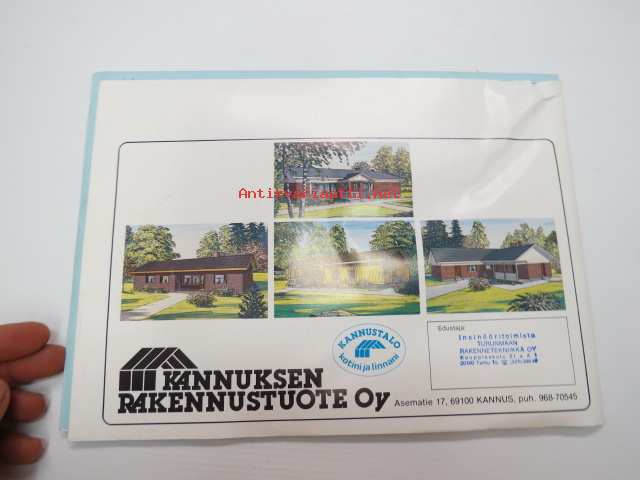 Antikvariaatti.net
KANNUSTALO
kotini ja linnani
Edustaja:
Insinööritoimisto
TURUNMAAN
RAKENNETEKNIIKKA OY
KANNUKSEN
RAKENNUSTUOTE Oy
Asematie 17, 69100 KANNUS, puh. 968-70545